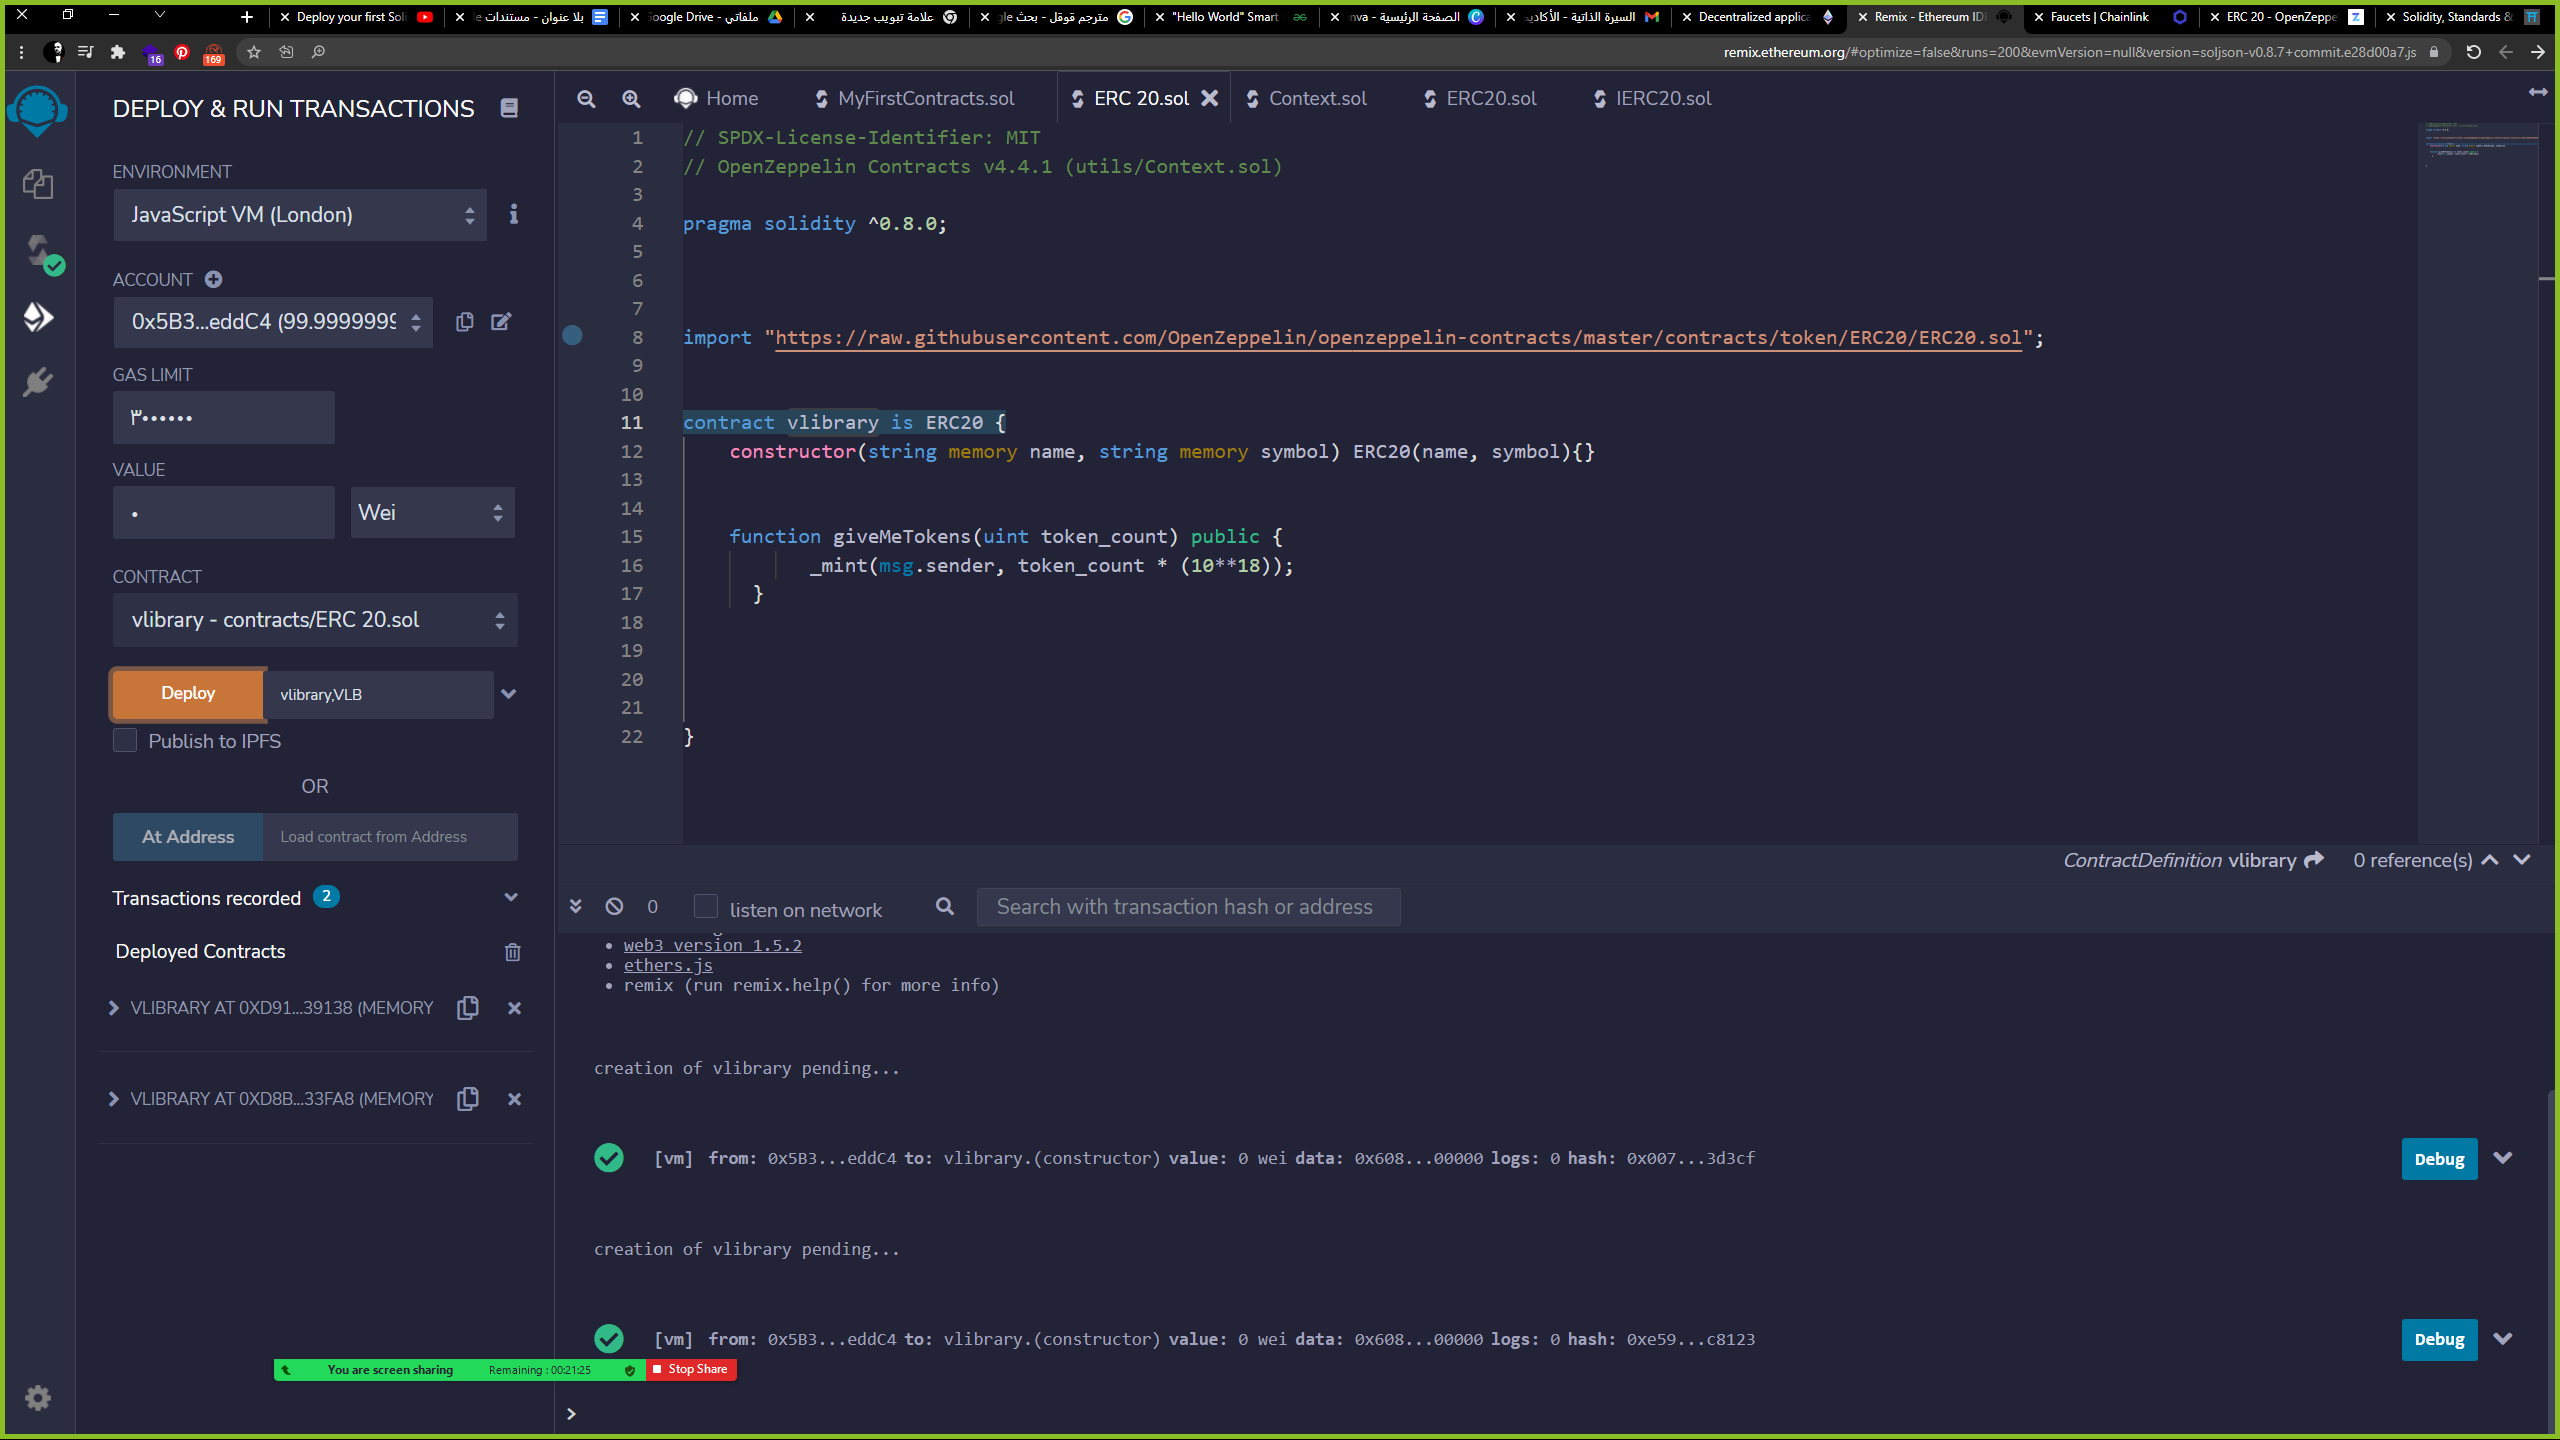 Deploy your first Soli
بلا عنوان - مستندات
ملفاتي - Google Drive
علامة تبويب جديدة
مترجم قوقل - بحث
"Hello World" Smart
الصفحة الرئيسية -
السيرة الذاتية -
Decentralized applica
Remix - Ethereum ID
Faucets | Chainlink
ERC 20 - OpenZeppe
Solidity, Standards &
16
169
remix.ethereum.org/#optimize=false&runs=200&evmVersion=null&version=soljson-v0.8.7+commit.e28d00a7.js
DEPLOY & RUN TRANSACTIONS
ENVIRONMENT
JavaScript VM (London)
ACCOUNT
0x5B3...eddC4 (99.9999999
GAS LIMIT
٣٠٠٠٠٠٠
VALUE
٠
Wei
CONTRACT
vlibrary - contracts/ERC 20.sol
Deploy
vlibrary,VLB
Publish to IPFS
OR
At Address
Load contract from Address
Transactions recorded 2
Deployed Contracts
VLIBRARY AT 0XD91...39138 (MEMORY
VLIBRARY AT 0XD8B...33FA8 (MEMORY
Home
MyFirstContracts.sol
ERC 20.sol
Context.sol
ERC20.sol
IERC20.sol
1 // SPDX-License-Identifier: MIT
2 // OpenZeppelin Contracts v4.4.1 (utils/Context.sol)
3
4 pragma solidity ^0.8.0;
5
6
7
8 import "https://raw.githubusercontent.com/OpenZeppelin/openzeppelin-contracts/master/contracts/token/ERC20/ERC20.sol";
9
10
11 contract vlibrary is ERC20 {
12 constructor(string memory name, string memory symbol) ERC20(name, symbol){}
13
14
15 function giveMeTokens(uint token_count) public {
16 _mint(msg.sender, token_count * (10**18));
17 }
18
19
20
21
22 }
ContractDefinition vlibrary
0 reference(s)
0
listen on network
Search with transaction hash or address
• web3 version 1.5.2
• ethers.js
• remix (run remix.help() for more info)
creation of vlibrary pending...
[vm] from: 0x5B3...eddC4 to: vlibrary.(constructor) value: 0 wei data: 0x608...00000 logs: 0 hash: 0x007...3d3cf
Debug
creation of vlibrary pending...
[vm] from: 0x5B3...eddC4 to: vlibrary.(constructor) value: 0 wei data: 0x608...00000 logs: 0 hash: 0xe59...c8123
Debug
You are screen sharing
Remaining : 00:21:25
Stop Share
>